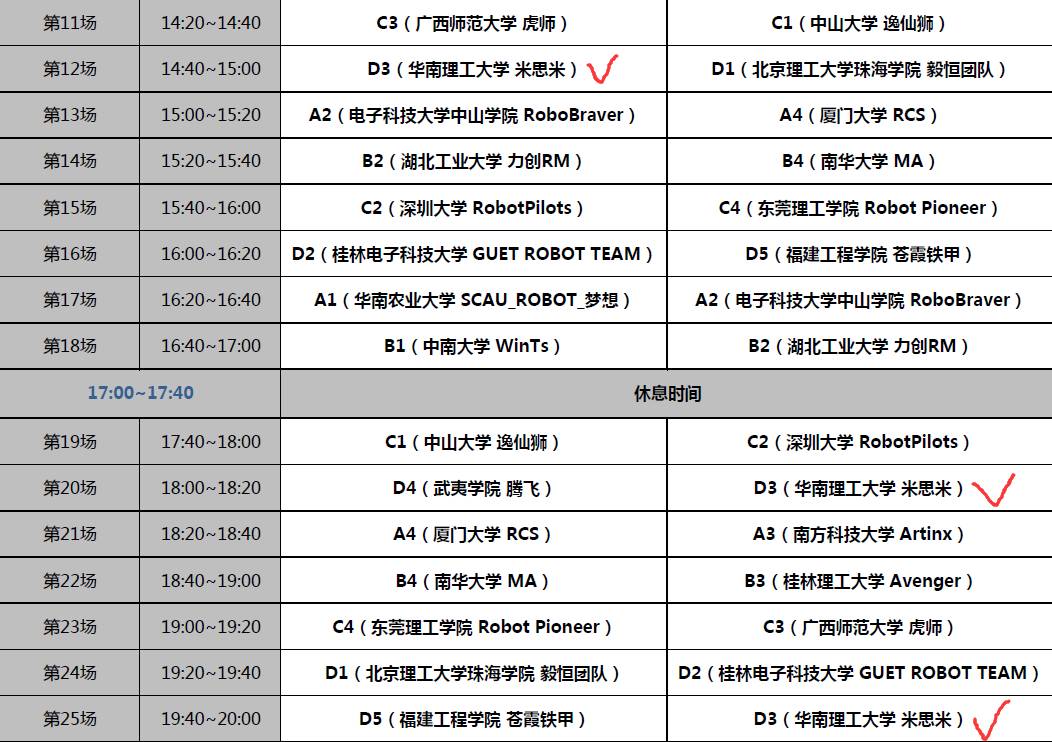 第11场 14:20~14:40 C3（广西师范大学 虎师） C1（中山大学 逸仙狮）
第12场 14:40~15:00 D3（华南理工大学 米思米） D1（北京理工大学珠海学院 毅恒团队）
第13场 15:00~15:20 A2（电子科技大学中山学院 RoboBraver） A4（厦门大学 RCS）
第14场 15:20~15:40 B2（湖北工业大学 力创RM） B4（南华大学 MA）
第15场 15:40~16:00 C2（深圳大学 RobotPilots） C4（东莞理工学院 Robot Pioneer）
第16场 16:00~16:20 D2（桂林电子科技大学 GUET ROBOT TEAM） D5（福建工程学院 苍霞铁甲）
第17场 16:20~16:40 A1（华南农业大学 SCAU_ROBOT_梦想） A2（电子科技大学中山学院 RoboBraver）
第18场 16:40~17:00 B1（中南大学 WinTs） B2（湖北工业大学 力创RM）
17:00~17:40 休息时间
第19场 17:40~18:00 C1（中山大学 逸仙狮） C2（深圳大学 RobotPilots）
第20场 18:00~18:20 D4（武夷学院 腾飞） D3（华南理工大学 米思米）
第21场 18:20~18:40 A4（厦门大学 RCS） A3（南方科技大学 Artinx）
第22场 18:40~19:00 B4（南华大学 MA） B3（桂林理工大学 Avenger）
第23场 19:00~19:20 C4（东莞理工学院 Robot Pioneer） C3（广西师范大学 虎师）
第24场 19:20~19:40 D1（北京理工大学珠海学院 毅恒团队） D2（桂林电子科技大学 GUET ROBOT TEAM）
第25场 19:40~20:00 D5（福建工程学院 苍霞铁甲） D3（华南理工大学 米思米）